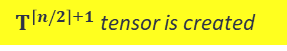 T⌈n/2⌉+1 tensor is created